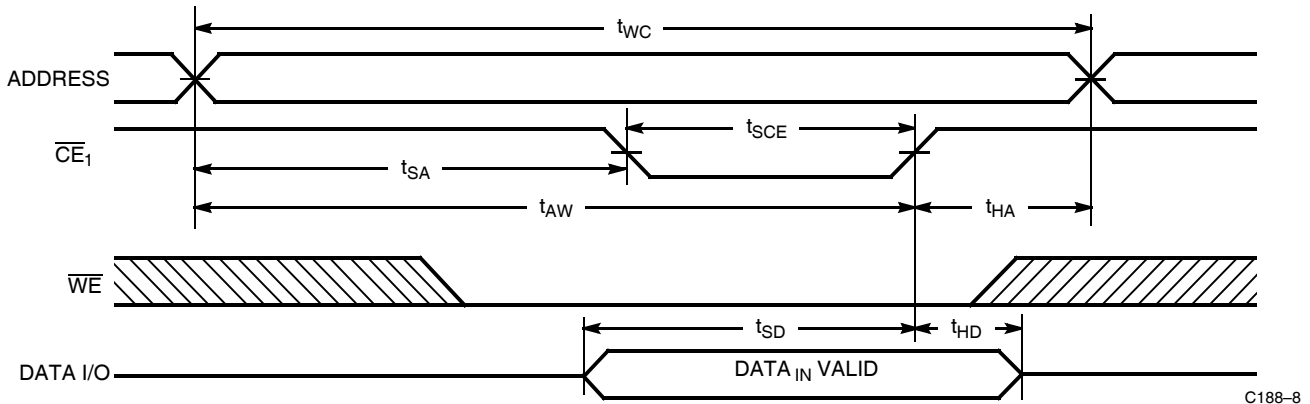 tWC
ADDRESS
CE1
tSCE
tSA
tAW
tHA
WE
tSD
tHD
DATA I/O
DATA IN VALID
C188–8